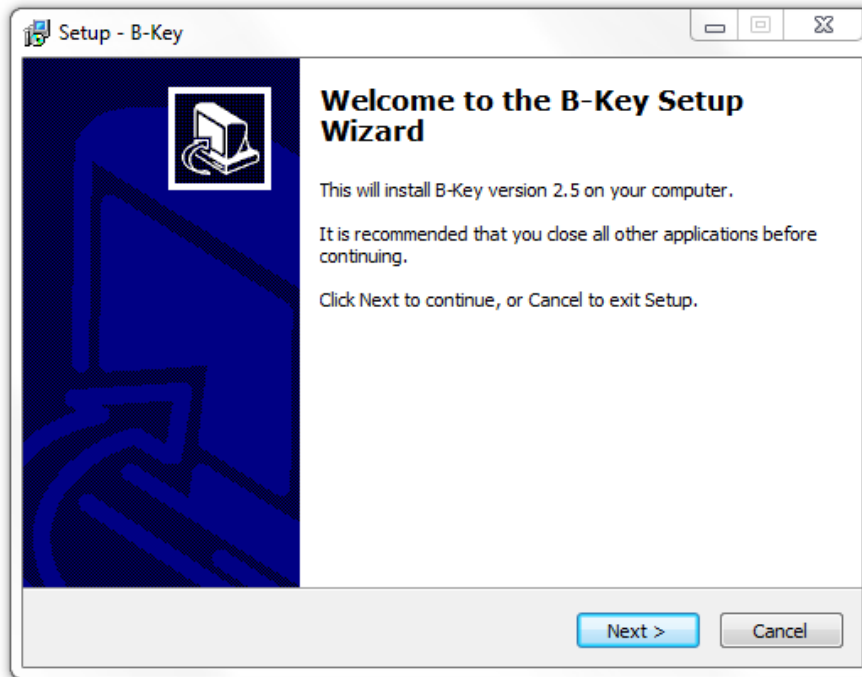 Setup - B-Key
Welcome to the B-Key Setup
Wizard
This will install B-Key version 2.5 on your computer.
It is recommended that you close all other applications before
continuing.
Click Next to continue, or Cancel to exit Setup.
Next >
Cancel